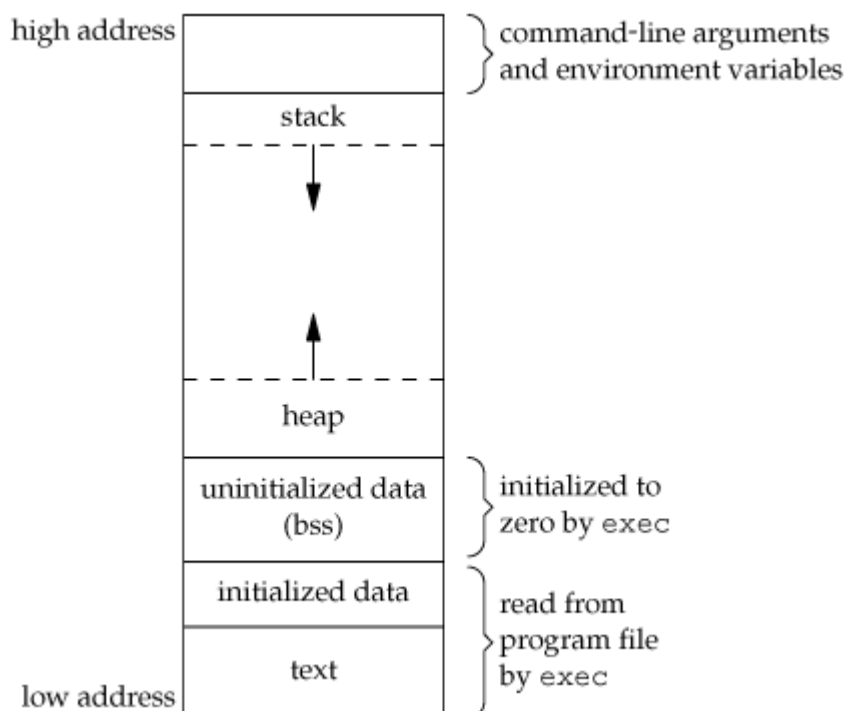 high address
command-line arguments
and environment variables
stack
heap
uninitialized data
(bss)
initialized to
zero by exec
initialized data
read from
program file
by exec
text
low address